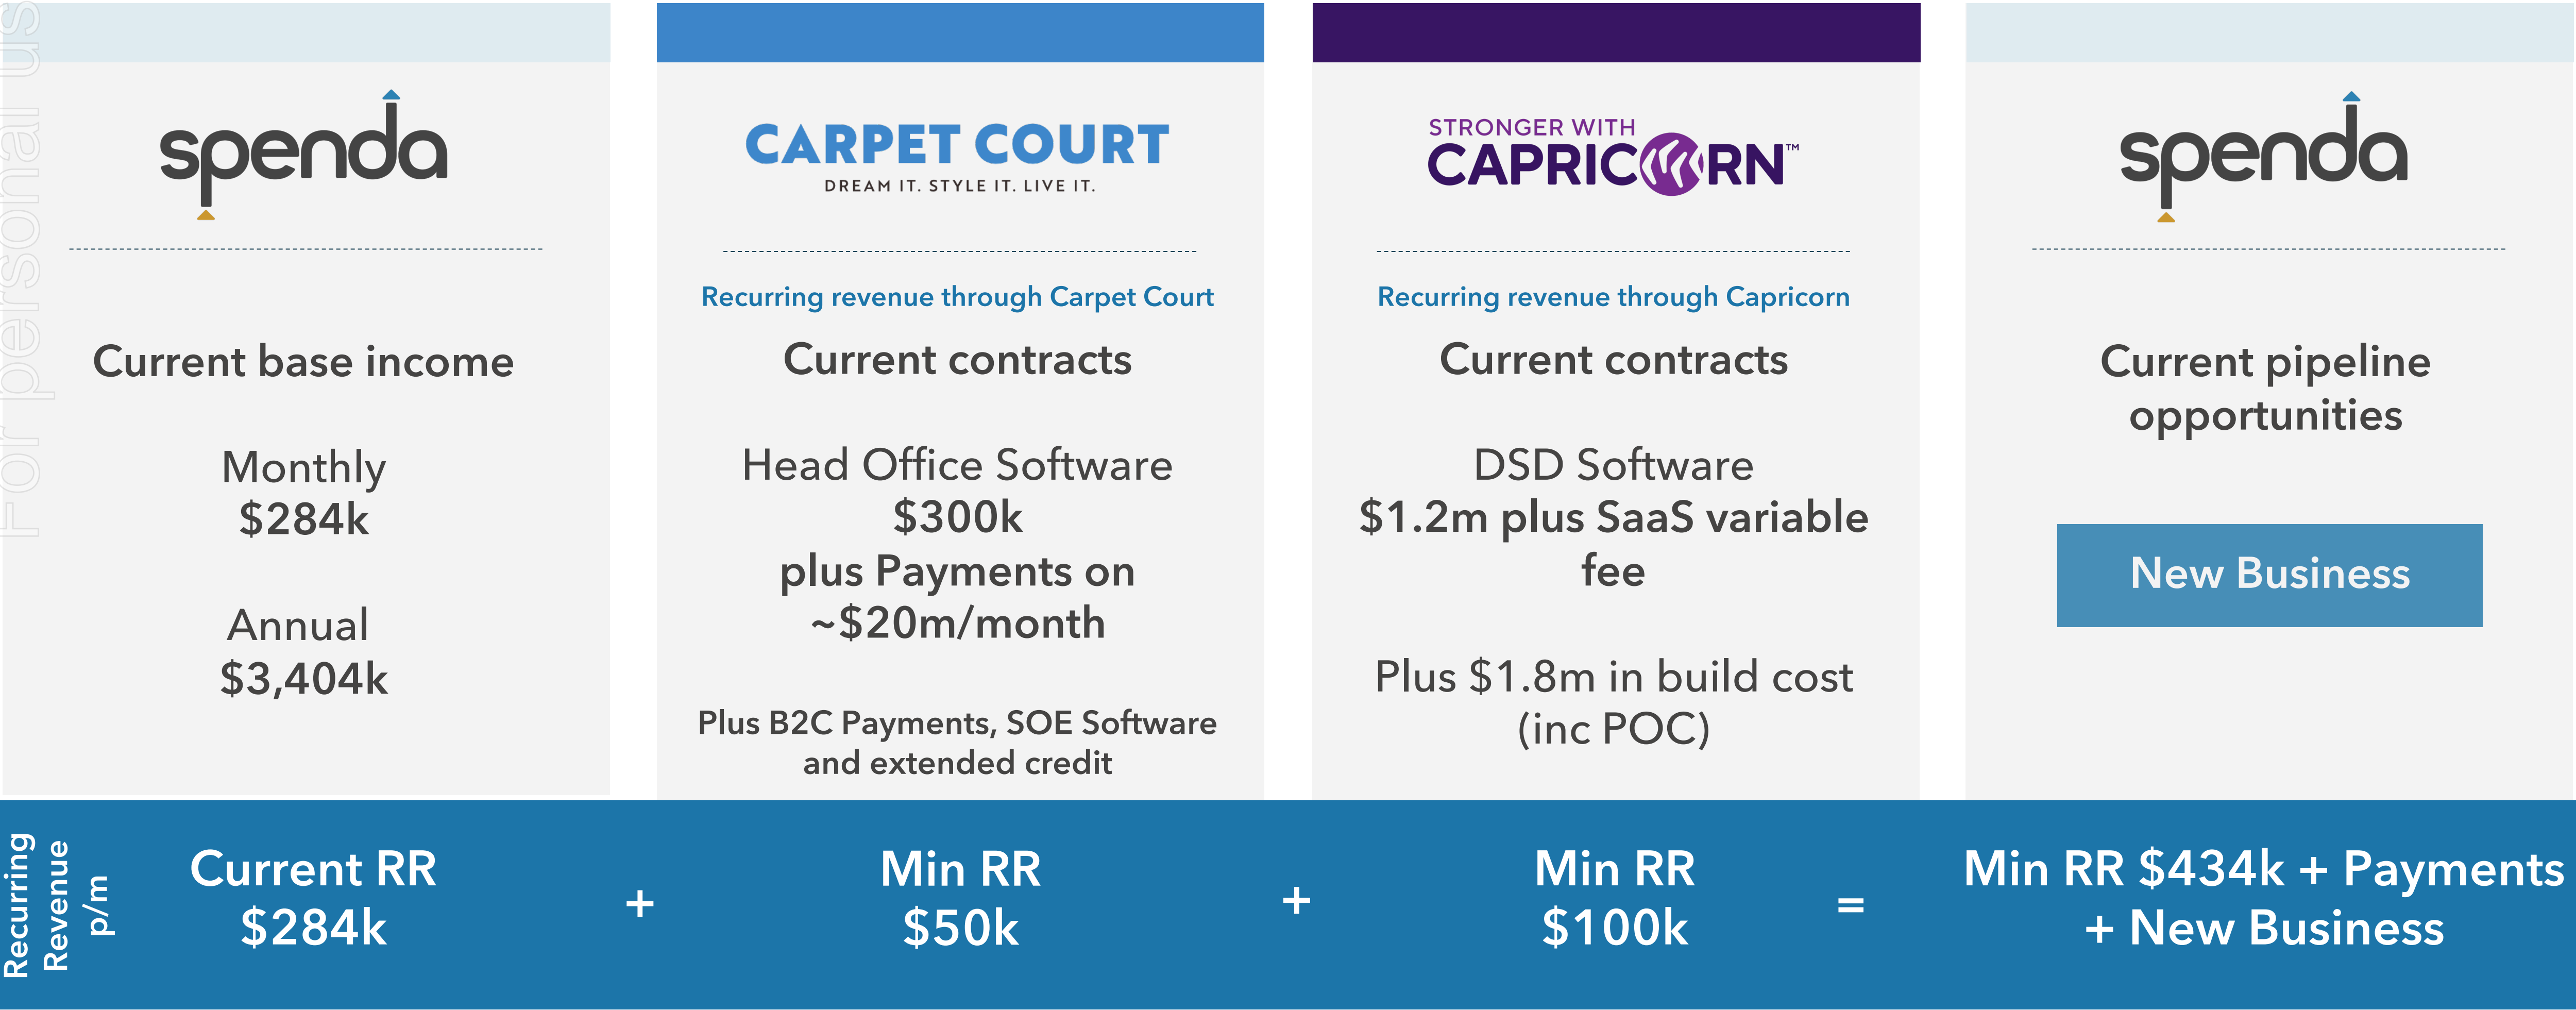 For personal us
spenda
Current base income
Monthly
$284k
Annual
$3,404k
CARPET COURT
DREAM IT. STYLE IT. LIVE IT.
Recurring revenue through Carpet Court
Current contracts
Head Office Software
$300k
plus Payments on
~$20m/month
Plus B2C Payments, SOE Software
and extended credit
STRONGER WITH
CAPRICORN™
Recurring revenue through Capricorn
Current contracts
DSD Software
$1.2m plus SaaS variable
fee
Plus $1.8m in build cost
(inc POC)
spenda
Current pipeline
opportunities
New Business
Recurring
Revenue
p/m
Current RR
$284k
+
Min RR
$50k
+
Min RR
$100k
=
Min RR $434k + Payments
+ New Business